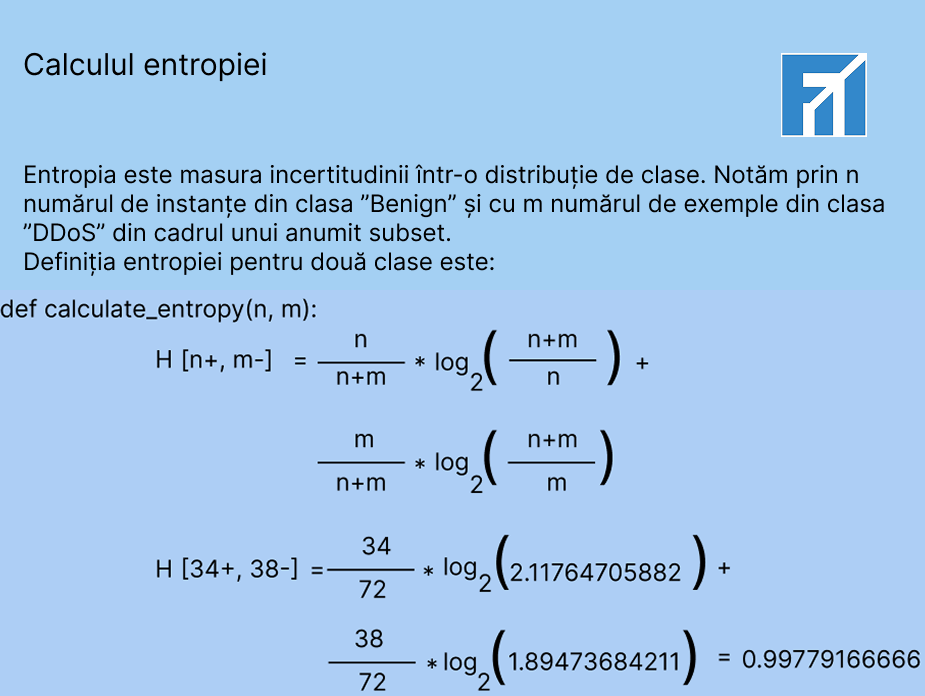 Calculul entropiei
Entropia este masura incertitudinii într-o distribuție de clase. Notăm prin n
numărul de instanțe din clasa ”Benign” și cu m numărul de exemple din clasa
”DDoS” din cadrul unui anumit subset.
Definiția entropiei pentru două clase este:
def calculate_entropy(n, m):
H [n+, m-] = n / n+m * log2( n+m / n ) +
m / n+m * log2( n+m / m )
H [34+, 38-] = 34 / 72 * log2( 2.11764705882 ) +
38 / 72 * log2( 1.89473684211 ) = 0.99779166666